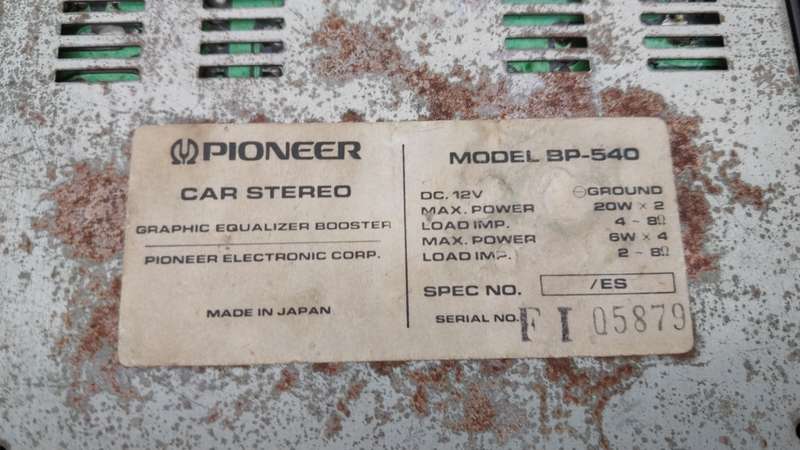 PIONEER
CAR STEREO
GRAPHIC EQUALIZER BOOSTER
PIONEER ELECTRONIC CORP.
MADE IN JAPAN
MODEL BP-540
DC. 12V ⊖GROUND
MAX. POWER 20W × 2
LOAD IMP. 4 ~ 8Ω
MAX. POWER 6W × 4
LOAD IMP. 2 ~ 8Ω
SPEC NO. /ES
SERIAL NO. FI 05879